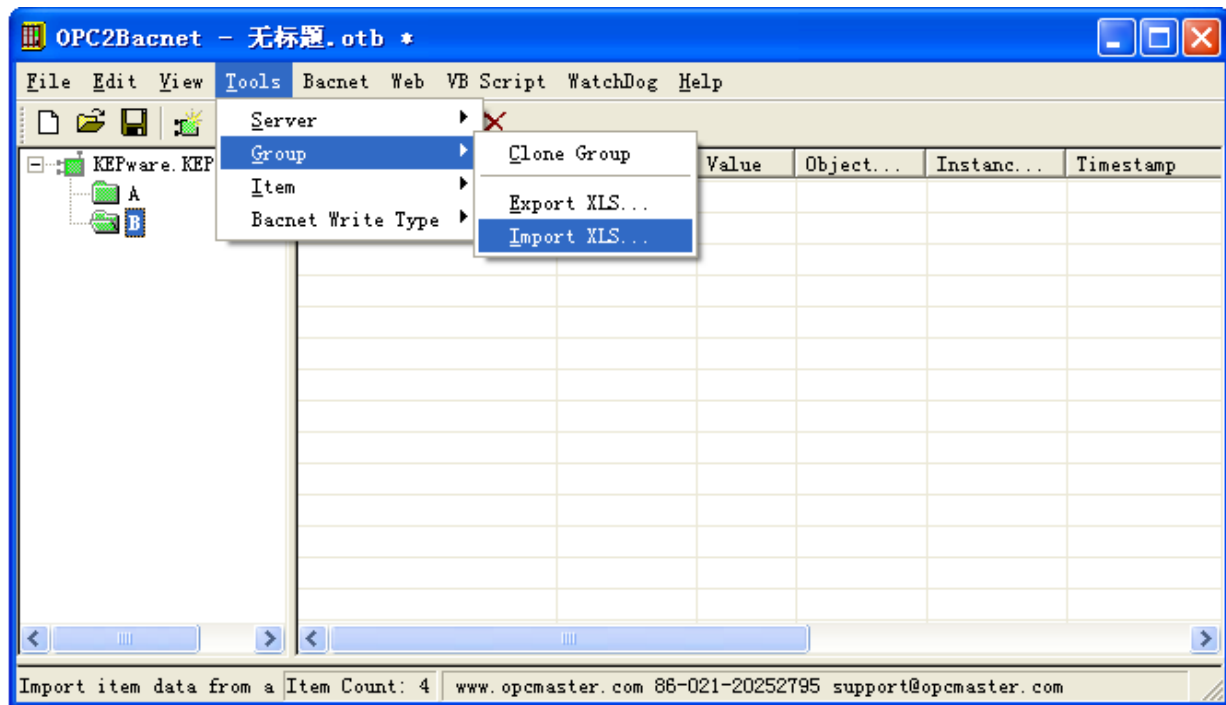 OPC2Bacnet - 无标题.otb *
File Edit View Tools Bacnet Web VB Script WatchDog Help
Server
Group
Item
Bacnet Write Type
Clone Group
Export XLS...
Import XLS...
KEPware.KEP
A
B
Value Object... Instanc... Timestamp
Import item data from a Item Count: 4 www.opcmaster.com 86-021-20252795 support@opcmaster.com